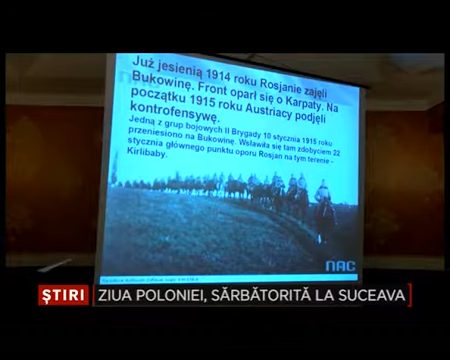 Już jesienią 1914 roku Rosjanie zajęli
Bukowinę. Front oparł się o Karpaty. Na
początku 1915 roku Austriacy podjęli
kontrofensywę.
Jedną z grup bojowych II Brygady 10 stycznia 1915 roku
przeniesiono na Bukowinę. Wsławiła się tam zdobyciem 22
stycznia głównego punktu oporu Rosjan na tym terenie -
Kirlibaby.
NAC
ȘTIRI ZIUA POLONIEI, SĂRBĂTORITĂ LA SUCEAVA